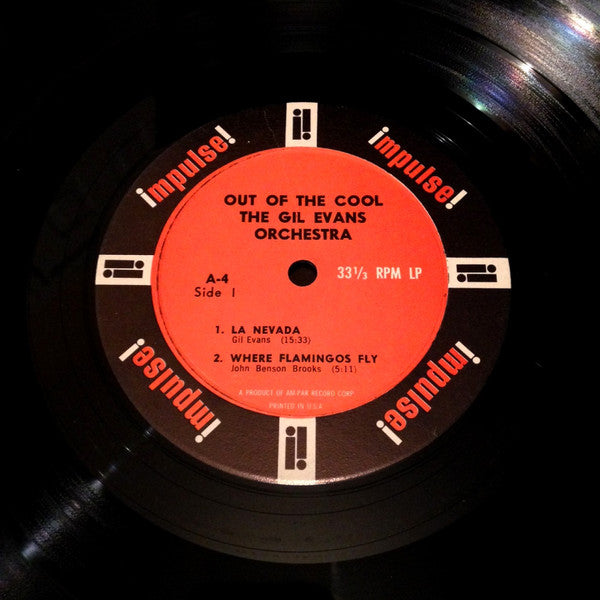 impulse!
impulse!
i!
OUT OF THE COOL
THE GIL EVANS
ORCHESTRA
A-4
Side 1
33 1/3 RPM LP
i!
i!
1. LA NEVADA
Gil Evans (15:33)
2. WHERE FLAMINGOS FLY
John Benson Brooks (5:11)
A PRODUCT OF AM-PAR RECORD CORP.
PRINTED IN U.S.A.
impulse!
impulse!
i!